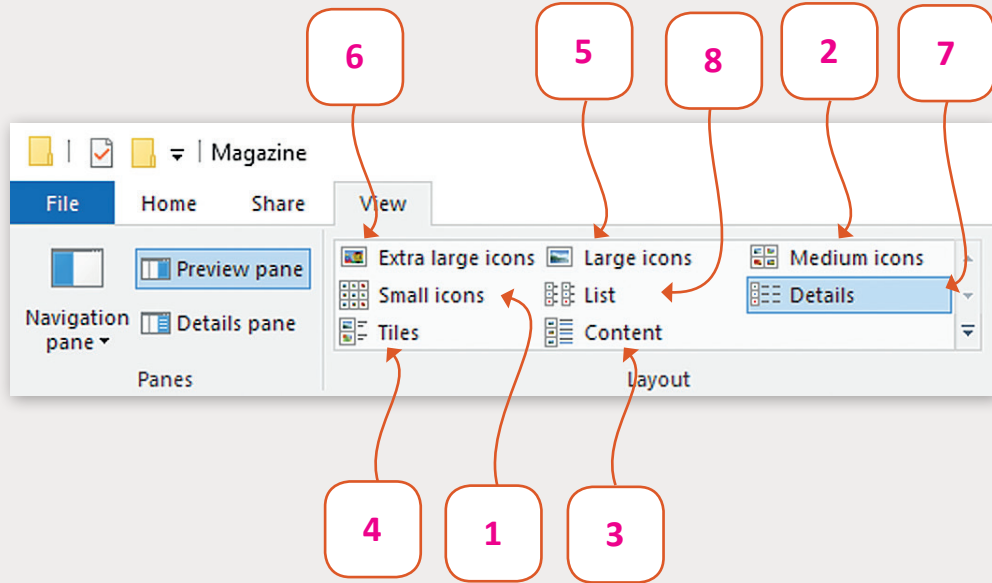 6 5 8 2 7
Magazine
File Home Share View
Preview pane Extra large icons Large icons Medium icons
Small icons List Details
Navigation pane Details pane Tiles Content
Panes Layout
4 1 3